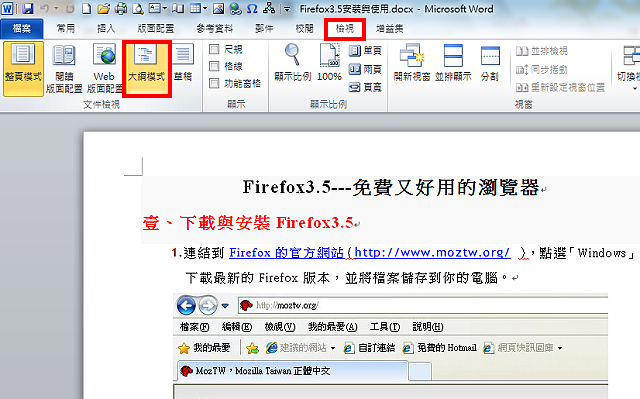 Firefox3.5安裝與使用.docx - Microsoft Word
檔案 常用 插入 版面配置 參考資料 郵件 校閱 檢視 增益集
整頁模式 閱讀版面配置 Web版面配置 大綱模式 草稿
文件檢視
尺規
格線
功能窗格
顯示
顯示比例 100%
單頁
兩頁
頁寬
顯示比例
開新視窗 並排顯示 分割
並排檢視
同步捲動
重新設定視窗位置
切換視
視窗
Firefox3.5---免費又好用的瀏覽器
壹、下載與安裝 Firefox3.5
1.連結到 Firefox 的官方網站(http://www.moztw.org/ )，點選「Windows」
下載最新的 Firefox 版本，並將檔案儲存到你的電腦。
http://moztw.org/
檔案(F) 編輯(E) 檢視(V) 我的最愛(A) 工具(T) 說明(H)
我的最愛 建議的網站 自訂連結 免費的 Hotmail 網頁快訊圖庫
MozTW，Mozilla Taiwan 正體中文